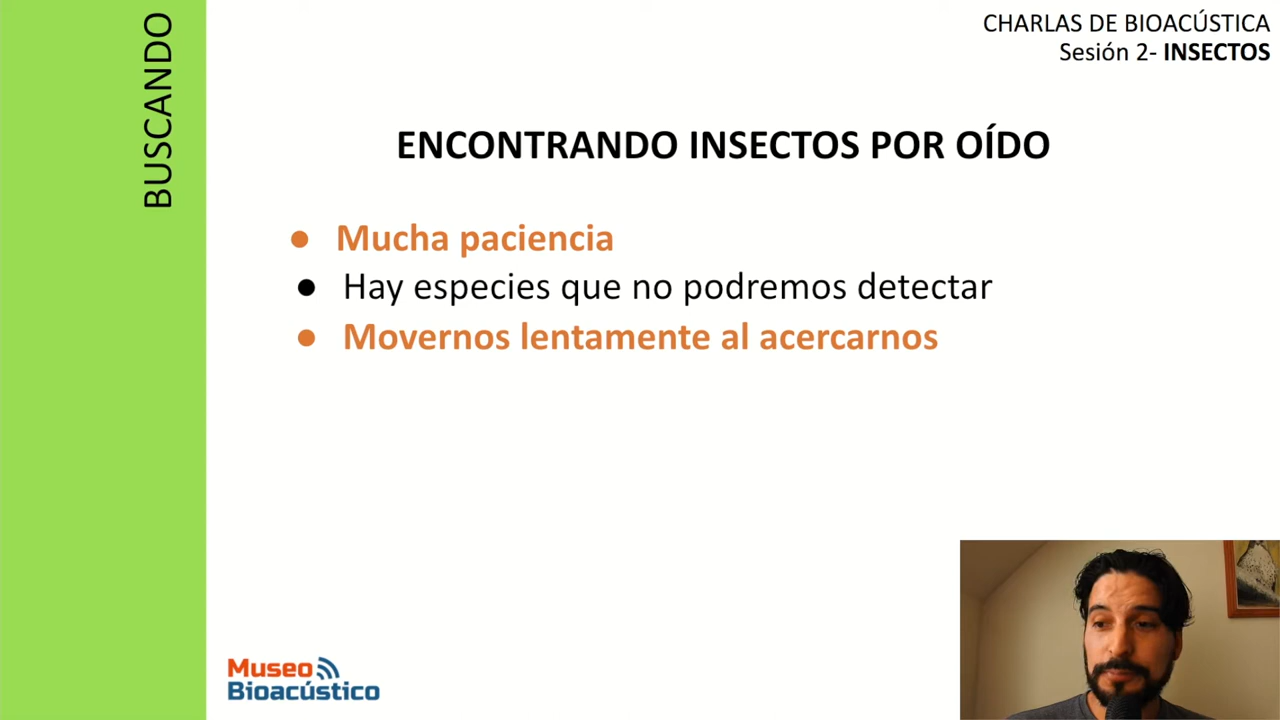 BUSCANDO
CHARLAS DE BIOACÚSTICA
Sesión 2- INSECTOS
ENCONTRANDO INSECTOS POR OÍDO
● Mucha paciencia
● Hay especies que no podremos detectar
● Movernos lentamente al acercarnos
Museo
Bioacústico